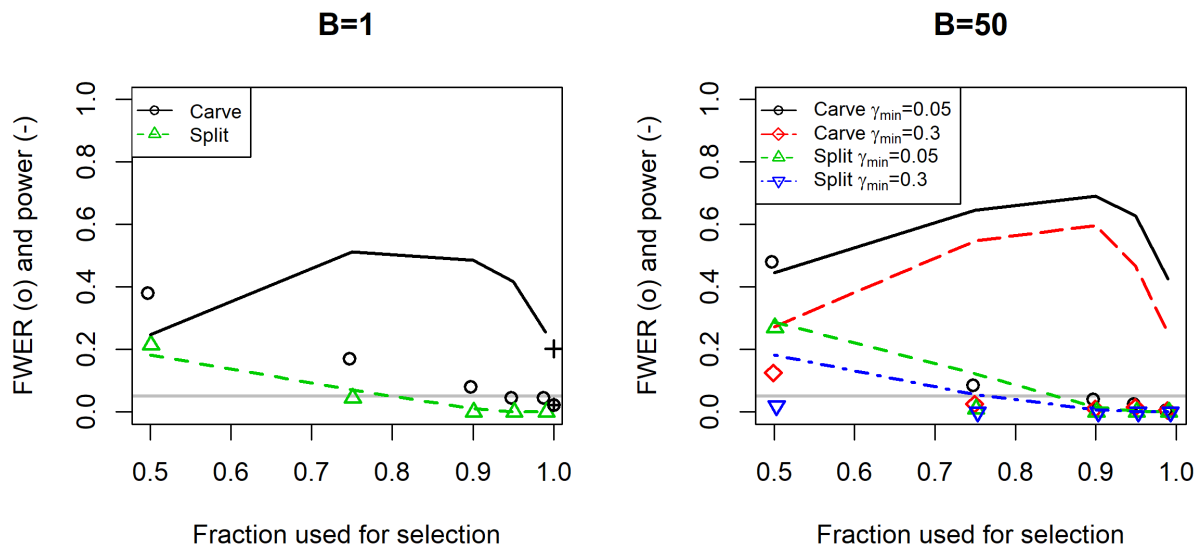 B=1
FWER (o) and power (-)
1.0
0.8
0.6
0.4
0.2
0.0
Carve
Split
0.5 0.6 0.7 0.8 0.9 1.0
Fraction used for selection
B=50
FWER (o) and power (-)
1.0
0.8
0.6
0.4
0.2
0.0
Carve γmin=0.05
Carve γmin=0.3
Split γmin=0.05
Split γmin=0.3
0.5 0.6 0.7 0.8 0.9 1.0
Fraction used for selection